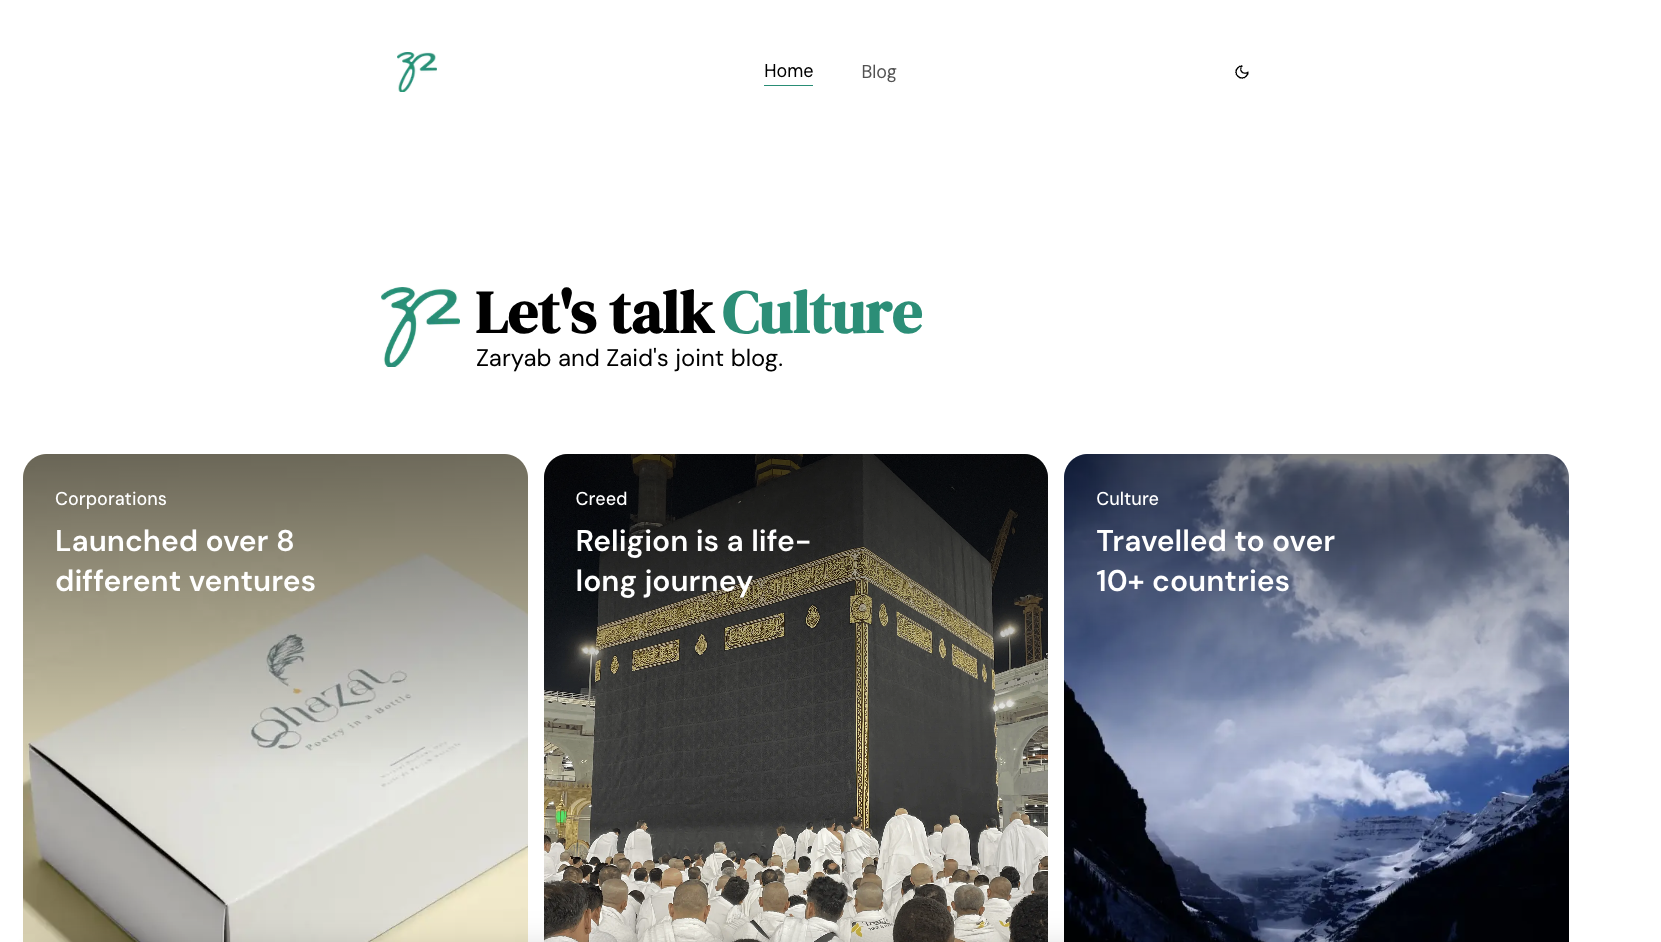 Home Blog
Let's talk Culture
Zaryab and Zaid's joint blog.
Corporations
Launched over 8
different ventures
Ghazal
Poetry in a Bottle
Creed
Religion is a life-
long journey
Culture
Travelled to over
10+ countries